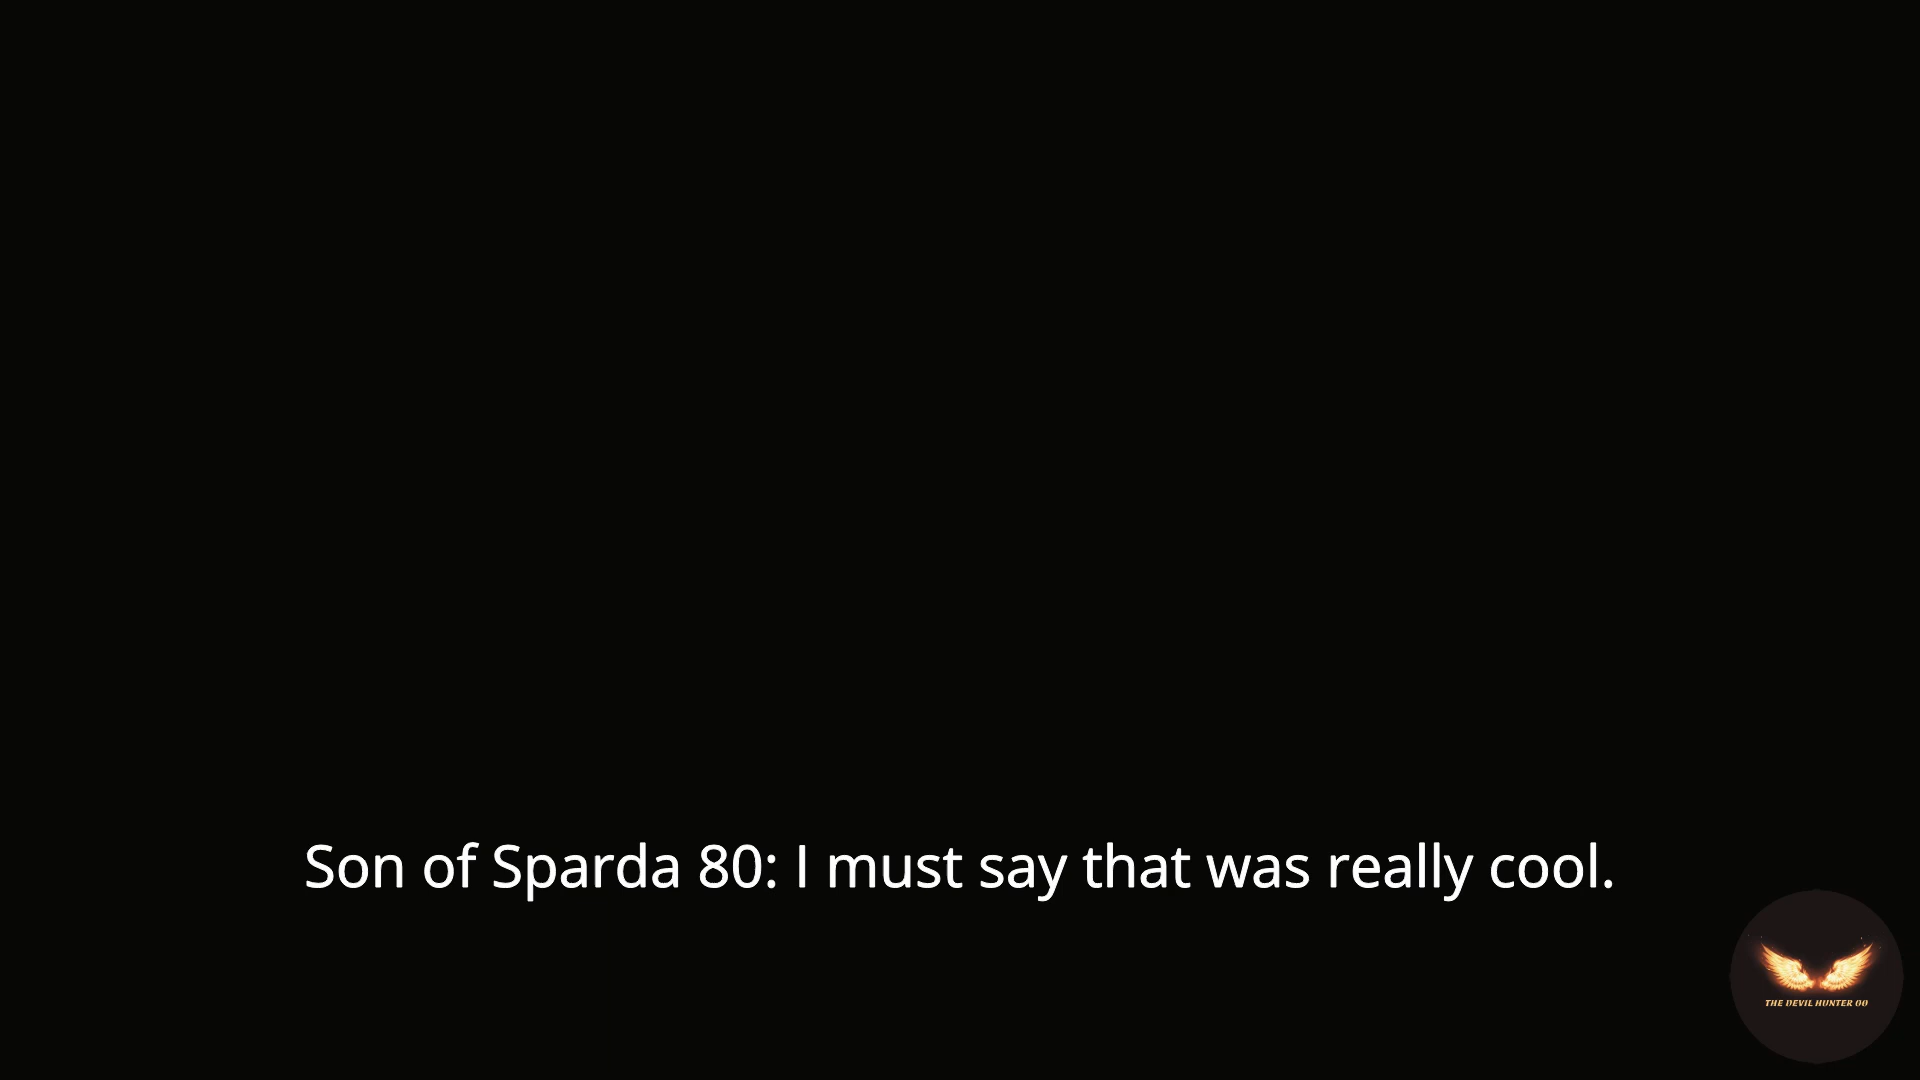 Son of Sparda 80: I must say that was really cool.
THE DEVIL HUNTER 00